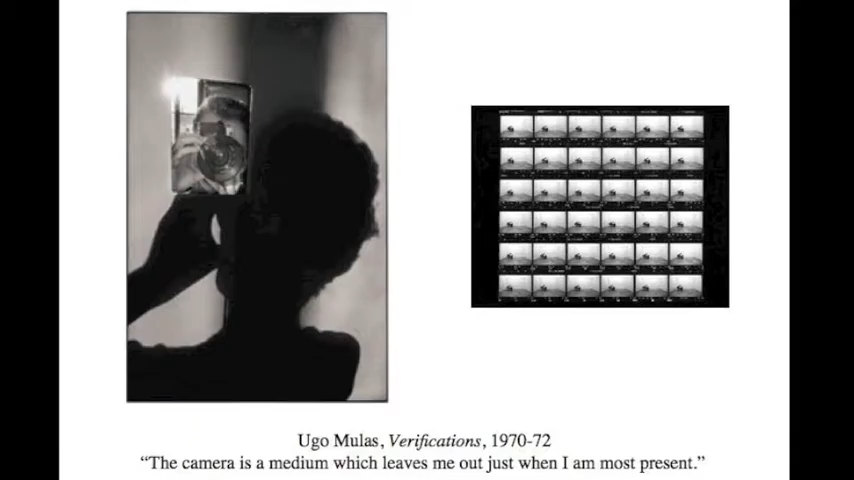 Ugo Mulas, Verifications, 1970-72
“The camera is a medium which leaves me out just when I am most present.”